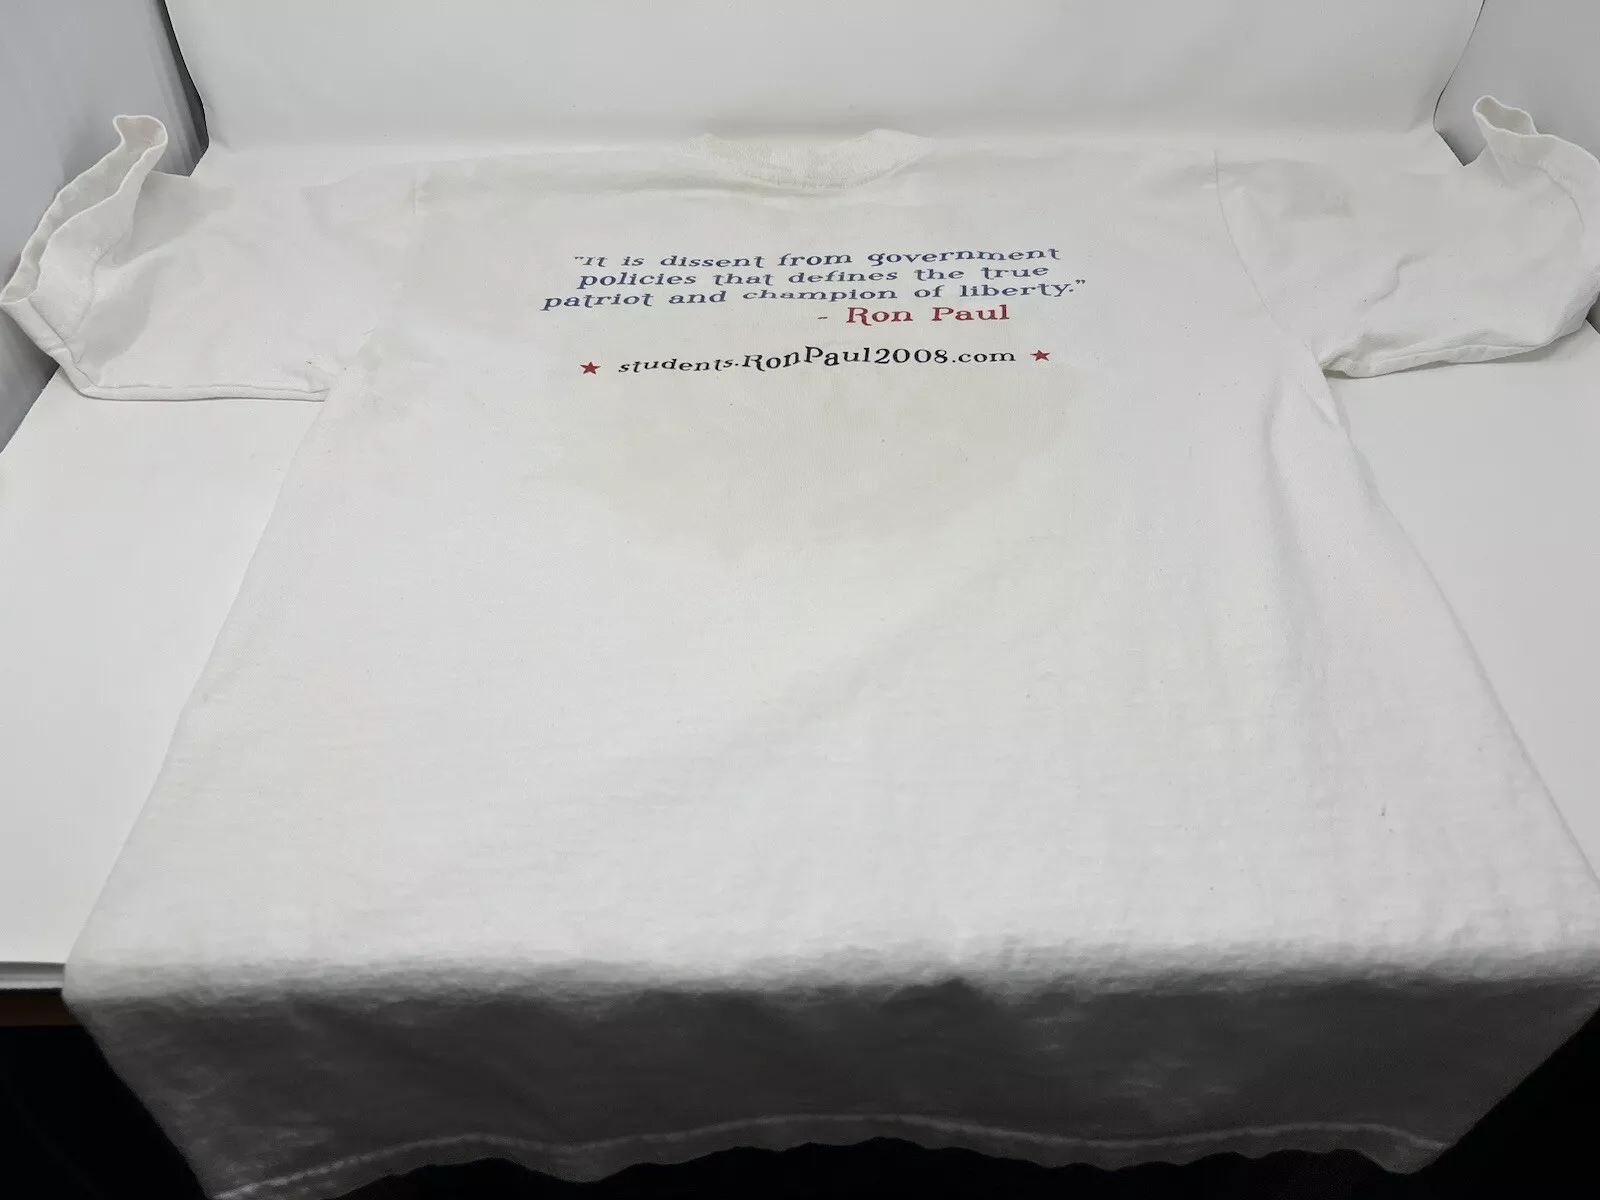 "It is dissent from government
policies that defines the true
patriot and champion of liberty."
- Ron Paul
★ students.RonPaul2008.com ★